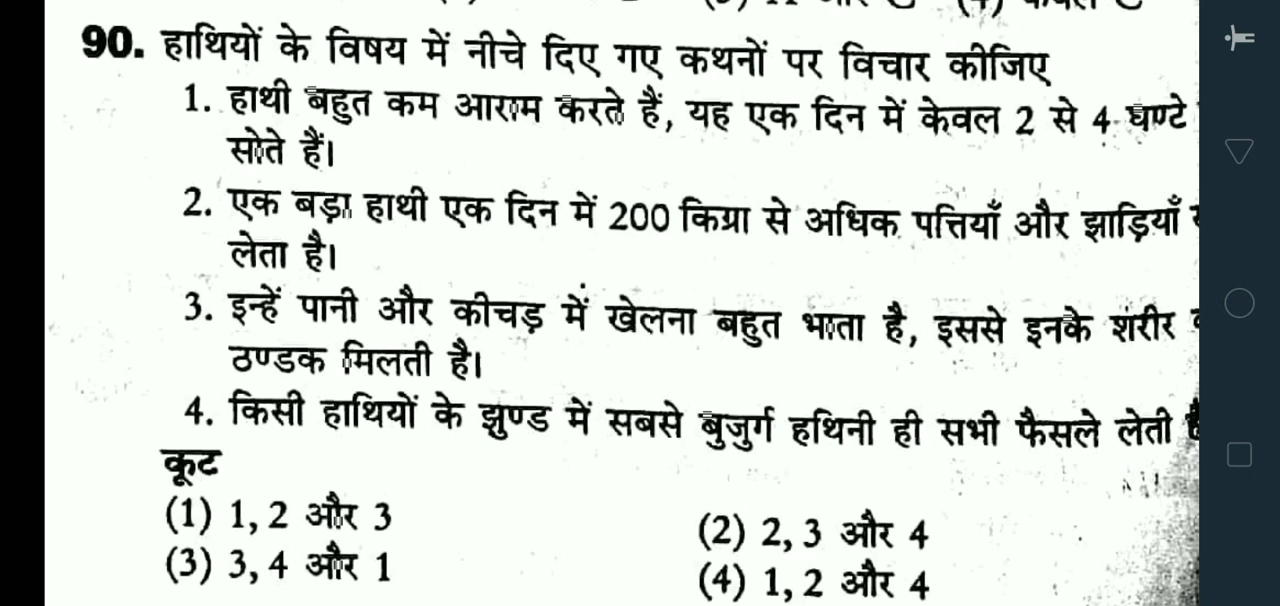 90. हाथियों के विषय में नीचे दिए गए कथनों पर विचार कीजिए
1. हाथी बहुत कम आराम करते हैं, यह एक दिन में केवल 2 से 4 घण्टे
सोते हैं।
2. एक बड़ा हाथी एक दिन में 200 किग्रा से अधिक पत्तियाँ और झाड़ियाँ
लेता है।
3. इन्हें पानी और कीचड़ में खेलना बहुत भाता है, इससे इनके शरीर
ठण्डक मिलती है।
4. किसी हाथियों के झुण्ड में सबसे बुजुर्ग हथिनी ही सभी फैसले लेती
कूट
(1) 1, 2 और 3
(2) 2, 3 और 4
(3) 3, 4 और 1
(4) 1, 2 और 4